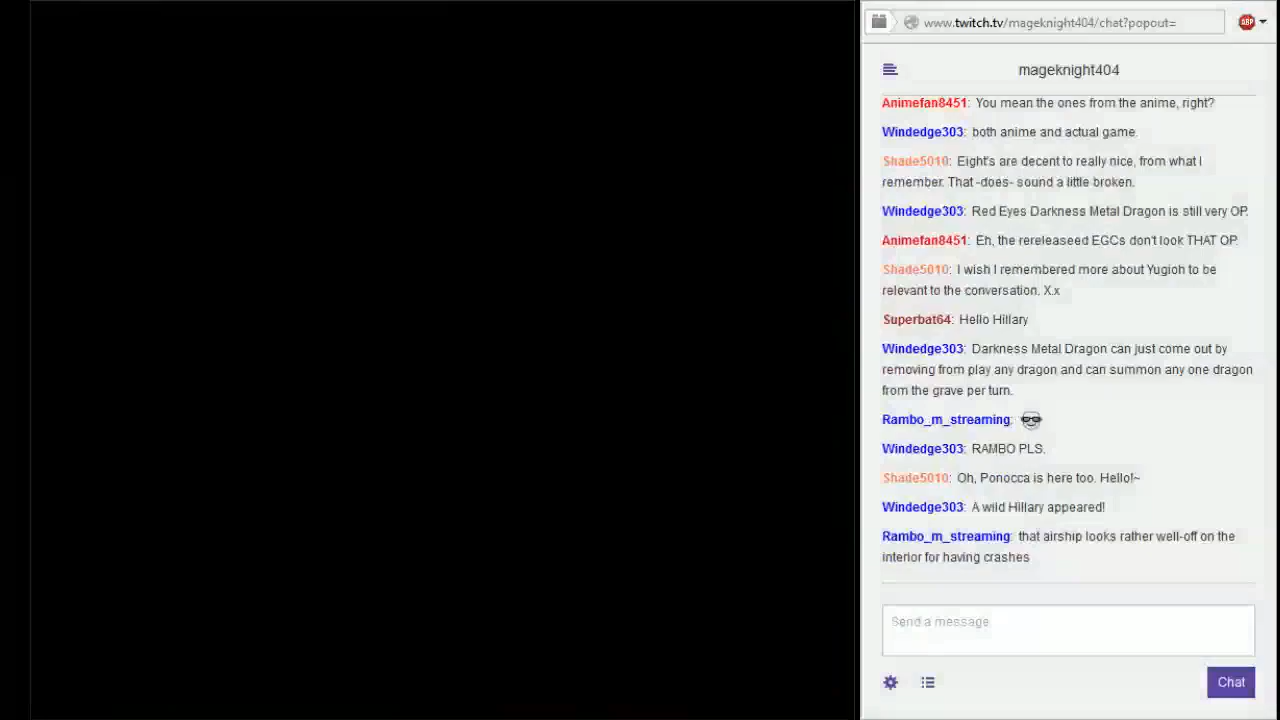 www.twitch.tv/mageknight404/chat?popout=
ABP
mageknight404
Animefan8451: You mean the ones from the anime, right?
Windedge303: both anime and actual game.
Shade5010: Eight's are decent to really nice, from what I
remember. That -does- sound a little broken.
Windedge303: Red Eyes Darkness Metal Dragon is still very OP.
Animefan8451: Eh, the rereleaseed EGCs don't look THAT OP.
Shade5010: I wish I remembered more about Yugioh to be
relevant to the conversation. X.x
Superbat64: Hello Hillary
Windedge303: Darkness Metal Dragon can just come out by
removing from play any dragon and can summon any one dragon
from the grave per turn.
Rambo_m_streaming:
Windedge303: RAMBO PLS.
Shade5010: Oh, Ponocca is here too. Hello!~
Windedge303: A wild Hillary appeared!
Rambo_m_streaming: that airship looks rather well-off on the
interior for having crashes
Send a message
Chat